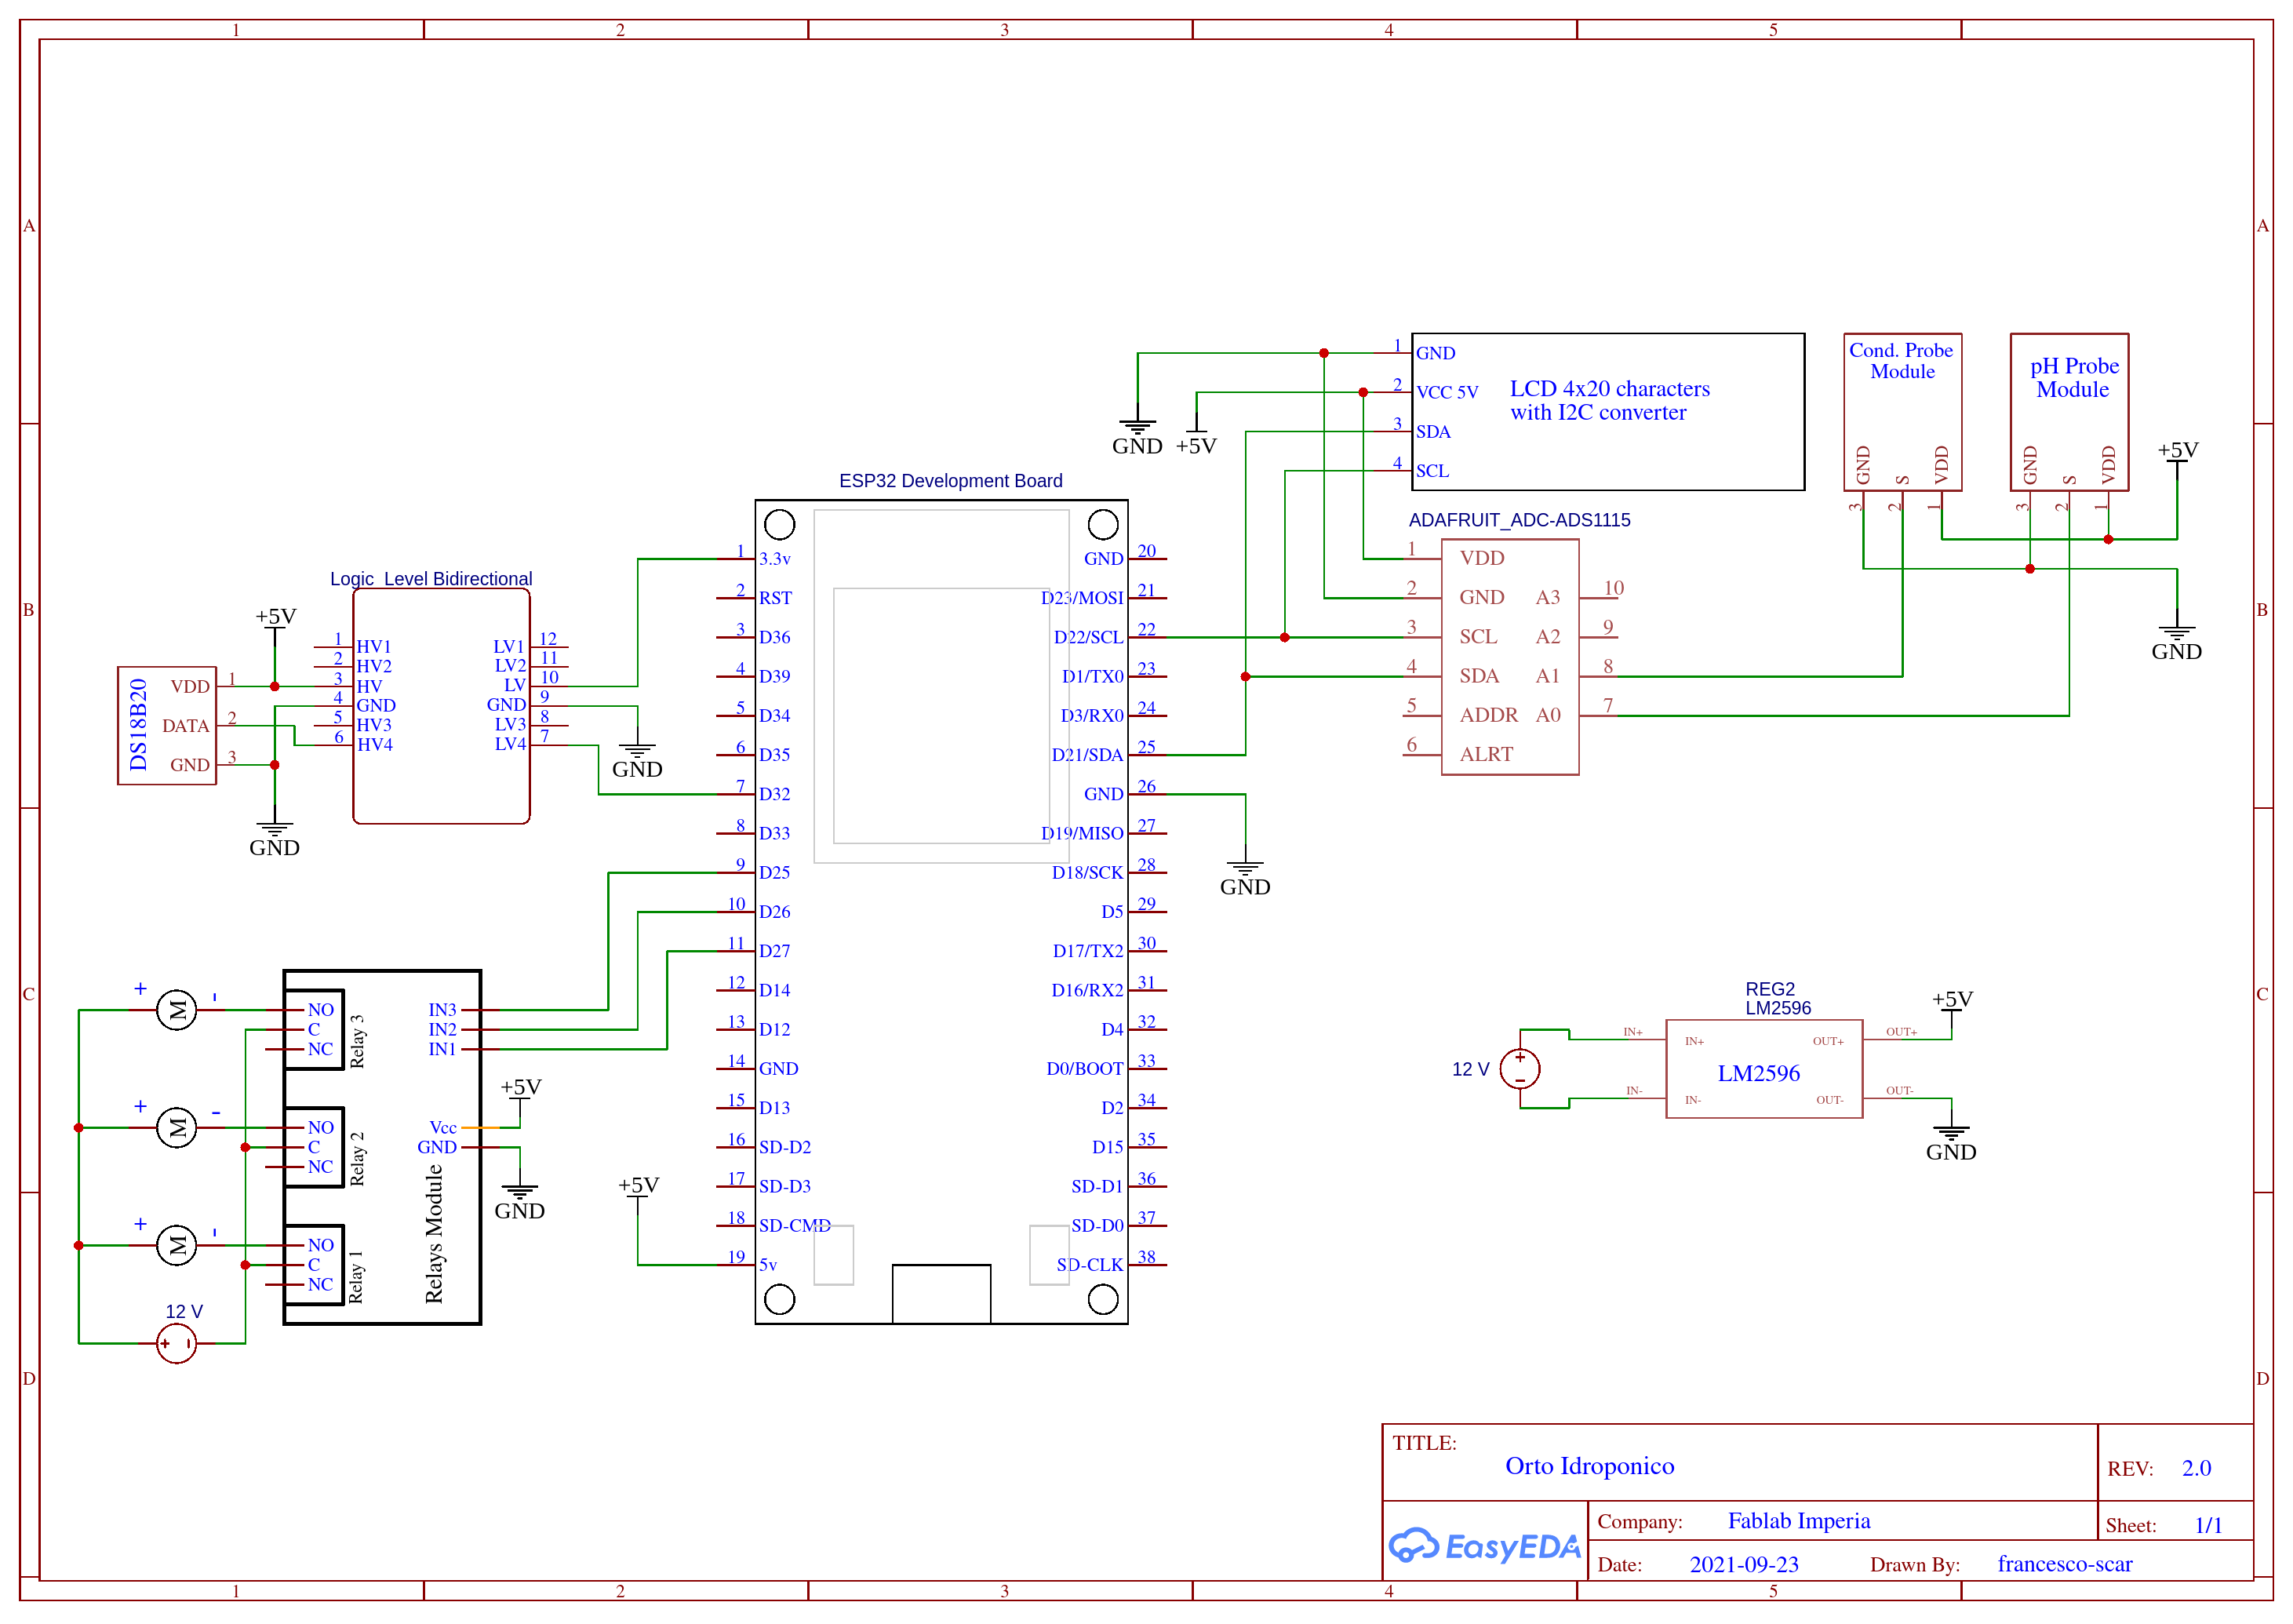 1 2 3 4 5
A
B
C
D
A
B
C
D
1 2 3 4 5
DS18B20
VDD 1
DATA 2
GND 3
+5V
GND
Logic Level Bidirectional
1 HV1
2 HV2
3 HV
4 GND
5 HV3
6 HV4
LV1 12
LV2 11
LV 10
GND 9
LV3 8
LV4 7
GND
ESP32 Development Board
1 3.3v
2 RST
3 D36
4 D39
5 D34
6 D35
7 D32
8 D33
9 D25
10 D26
11 D27
12 D14
13 D12
14 GND
15 D13
16 SD-D2
17 SD-D3
18 SD-CMD
19 5v
+5V
GND 20
D23/MOSI 21
D22/SCL 22
D1/TX0 23
D3/RX0 24
D21/SDA 25
GND 26
D19/MISO 27
D18/SCK 28
D5 29
D17/TX2 30
D16/RX2 31
D4 32
D0/BOOT 33
D2 34
D15 35
SD-D1 36
SD-D0 37
SD-CLK 38
GND
GND +5V
1 GND
2 VCC 5V
3 SDA
4 SCL
LCD 4x20 characters
with I2C converter
ADAFRUIT_ADC-ADS1115
1 VDD
2 GND
3 SCL
4 SDA
5 ADDR
6 ALRT
A3 10
A2 9
A1 8
A0 7
Cond. Probe
Module
GND S VDD
3 2 1
pH Probe
Module
GND S VDD
3 2 1
+5V
GND
+ M -
NO
C
NC
Relay 3
+ M -
NO
C
NC
Relay 2
+ M -
NO
C
NC
Relay 1
12 V
+ -
IN3
IN2
IN1
Vcc
GND
Relays Module
+5V
GND
REG2
LM2596
12 V
+
-
IN+ IN+ OUT+ OUT+
LM2596
IN- IN- OUT- OUT-
+5V
GND
TITLE:
Orto Idroponico
REV: 2.0
EasyEDA
Company: Fablab Imperia
Sheet: 1/1
Date: 2021-09-23 Drawn By: francesco-scar